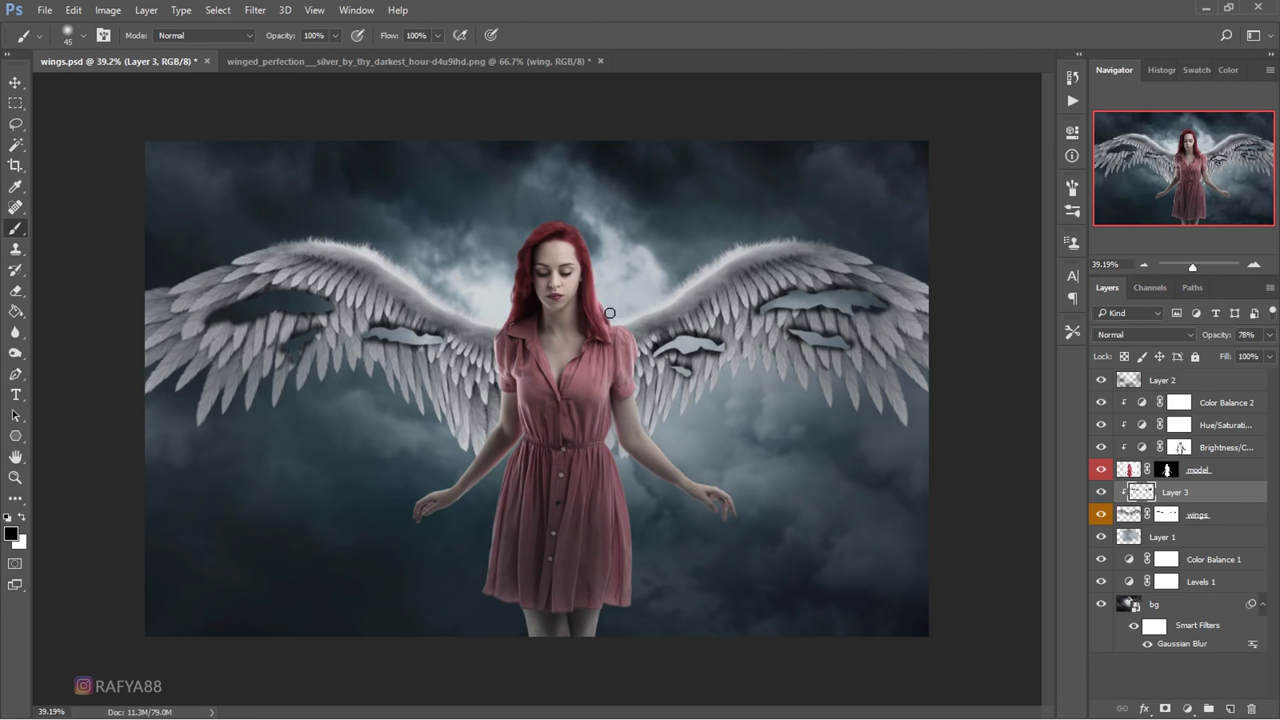 Ps File Edit Image Layer Type Select Filter 3D View Window Help
45 Mode: Normal Opacity: 100% Flow: 100%
wings.psd @ 39.2% (Layer 3, RGB/8) * × winged_perfection___silver_by_thy_darkest_hour-d4u9ihd.png @ 66.7% (wing, RGB/8) * ×
Navigator Histogr Swatch Color
39.19%
Layers Channels Paths
Kind
Normal Opacity: 78%
Lock: Fill: 100%
Layer 2
Color Balance 2
Hue/Saturati...
Brightness/C...
model
Layer 3
wings
Layer 1
Color Balance 1
Levels 1
bg
Smart Filters
Gaussian Blur
RAFYA88
39.19% Doc: 11.3M/79.0M
fx